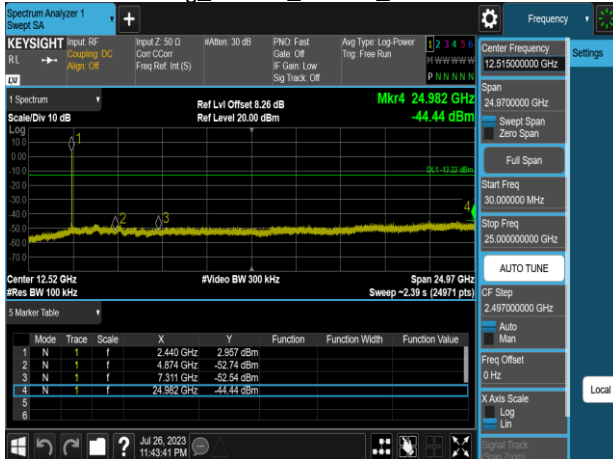 Spectrum Analyzer 1
Swept SA
Frequency
KEYSIGHT
Input: RF
Input Z: 50 Ω
#Atten: 30 dB
PNO: Fast
Avg Type: Log-Power
1 2 3 4 5 6
RL
Coupling: DC
Corr CCorr
Gate: Off
Trig: Free Run
M W W W W W
Align: Off
Freq Ref: Int (S)
IF Gain: Low
Sig Track: Off
P N N N N N
LXI
1 Spectrum
Ref Lvl Offset 8.26 dB
Mkr4 24.982 GHz
Scale/Div 10 dB
Ref Level 20.00 dBm
-44.44 dBm
Log
10.0
0.00
-10.0
-20.0
-30.0
-40.0
-50.0
-60.0
-70.0
1
2
3
4
DL1 -13.22 dBm
Center 12.52 GHz
#Video BW 300 kHz
Span 24.97 GHz
#Res BW 100 kHz
Sweep ~2.39 s (24971 pts)
5 Marker Table
Mode Trace Scale X Y Function Function Width Function Value
1 N 1 f 2.440 GHz 2.957 dBm
2 N 1 f 4.874 GHz -52.74 dBm
3 N 1 f 7.311 GHz -52.54 dBm
4 N 1 f 24.982 GHz -44.44 dBm
5
6
Jul 26, 2023
11:43:41 PM
Center Frequency
12.515000000 GHz
Span
24.9700000 GHz
Swept Span
Zero Span
Full Span
Start Freq
30.000000 MHz
Stop Freq
25.000000000 GHz
AUTO TUNE
CF Step
2.497000000 GHz
Auto
Man
Freq Offset
0 Hz
X Axis Scale
Log
Lin
Signal Track
(Span Zoom)
Settings
Local